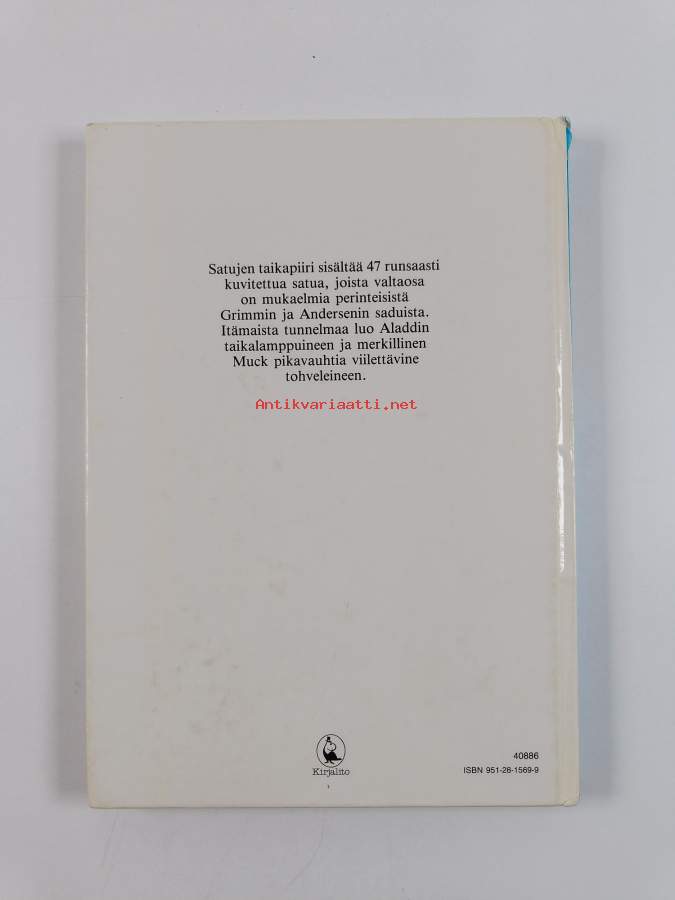 Satujen taikapiiri sisältää 47 runsaasti
kuvitettua satua, joista valtaosa
on mukaelmia perinteisistä
Grimmin ja Andersenin saduista.
Itämaista tunnelmaa luo Aladdin
taikalamppuineen ja merkillinen
Muck pikavauhtia viilettävine
tohveleineen.
Antikvariaatti.net
Kirjalito
40886
ISBN 951-26-1569-9